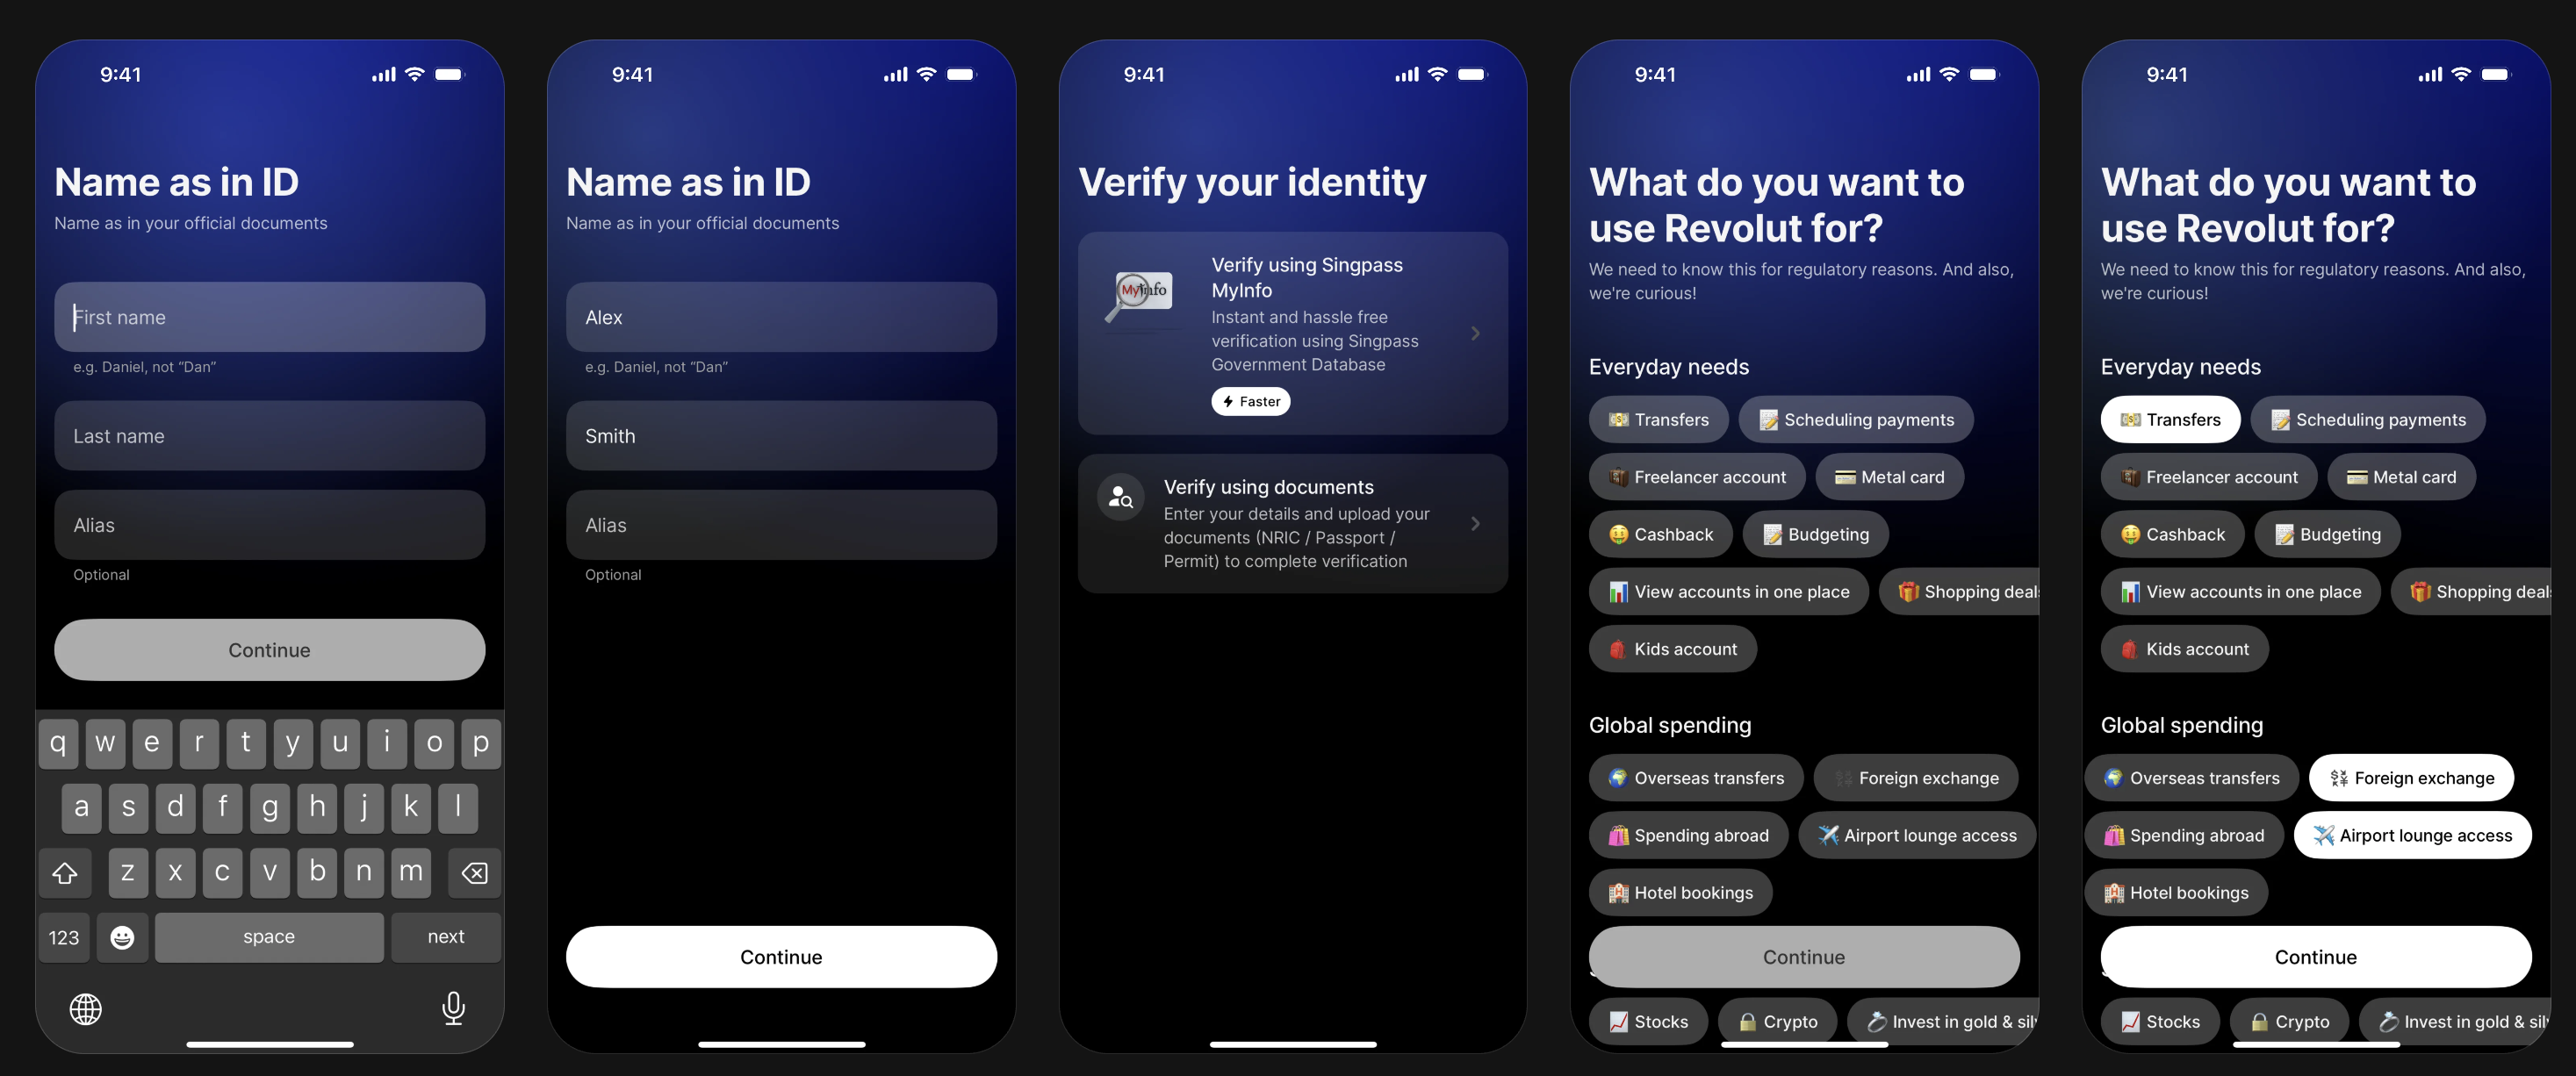 9:41
Name as in ID
Name as in your official documents
First name
e.g. Daniel, not “Dan”
Last name
Alias
Optional
Continue
q w e r t y u i o p
a s d f g h j k l
z x c v b n m
123 space next
9:41
Name as in ID
Name as in your official documents
Alex
e.g. Daniel, not “Dan”
Smith
Alias
Optional
Continue
9:41
Verify your identity
MyInfo
Verify using Singpass
MyInfo
Instant and hassle free
verification using Singpass
Government Database
Faster
Verify using documents
Enter your details and upload your
documents (NRIC / Passport /
Permit) to complete verification
9:41
What do you want to
use Revolut for?
We need to know this for regulatory reasons. And also,
we're curious!
Everyday needs
Transfers Scheduling payments
Freelancer account Metal card
Cashback Budgeting
View accounts in one place Shopping deals
Kids account
Global spending
Overseas transfers Foreign exchange
Spending abroad Airport lounge access
Hotel bookings
Continue
Stocks Crypto Invest in gold & sil
9:41
What do you want to
use Revolut for?
We need to know this for regulatory reasons. And also,
we're curious!
Everyday needs
Transfers Scheduling payments
Freelancer account Metal card
Cashback Budgeting
View accounts in one place Shopping deals
Kids account
Global spending
Overseas transfers Foreign exchange
Spending abroad Airport lounge access
Hotel bookings
Continue
Stocks Crypto Invest in gold & sil